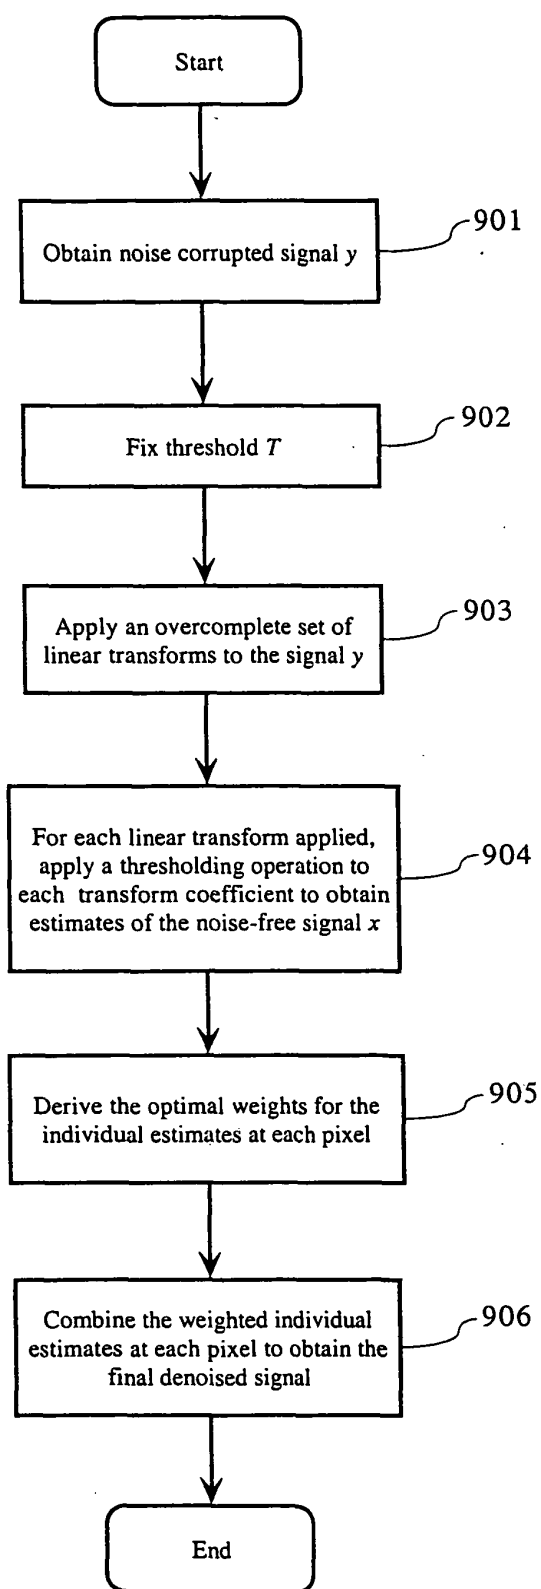 Start
901
Obtain noise corrupted signal y
902
Fix threshold T
903
Apply an overcomplete set of
linear transforms to the signal y
For each linear transform applied,
apply a thresholding operation to
each transform coefficient to obtain
estimates of the noise-free signal x
904
Derive the optimal weights for the
individual estimates at each pixel
905
Combine the weighted individual
estimates at each pixel to obtain the
final denoised signal
906
End